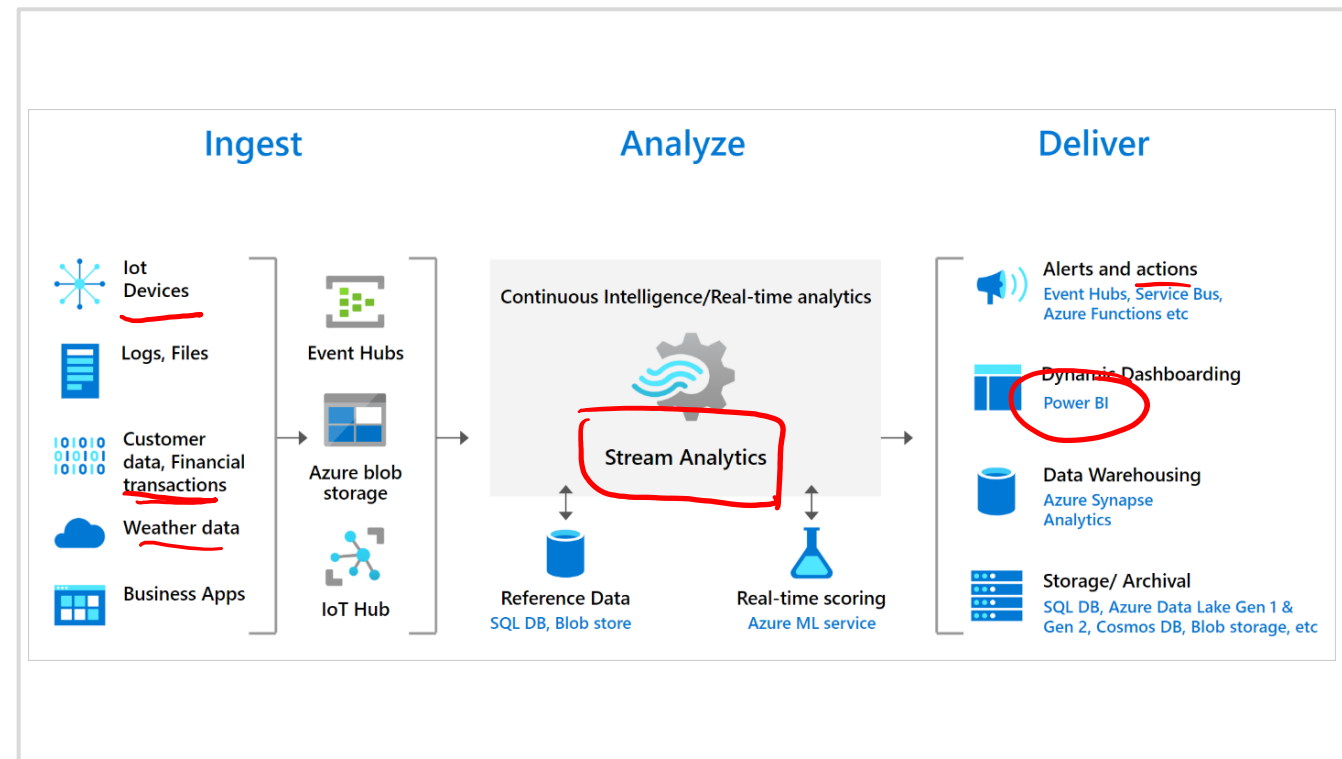 Ingest
Analyze
Deliver
Iot
Devices
Logs, Files
Customer
data, Financial
transactions
Weather data
Business Apps
Event Hubs
Azure blob
storage
IoT Hub
Continuous Intelligence/Real-time analytics
Stream Analytics
Reference Data
SQL DB, Blob store
Real-time scoring
Azure ML service
Alerts and actions
Event Hubs, Service Bus,
Azure Functions etc
Dynamic Dashboarding
Power BI
Data Warehousing
Azure Synapse
Analytics
Storage/ Archival
SQL DB, Azure Data Lake Gen 1 &
Gen 2, Cosmos DB, Blob storage, etc